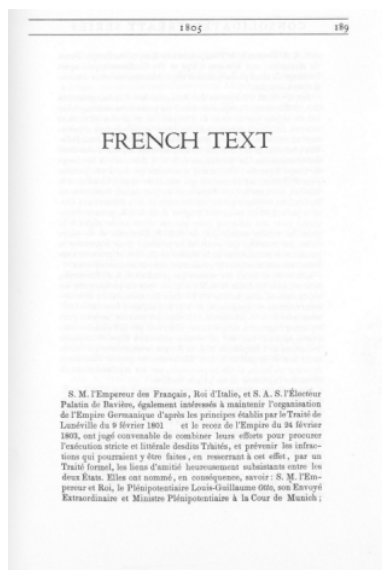 1805 189
FRENCH TEXT
S. M. l'Empereur des Français, Roi d'Italie, et S. A. S. l'Électeur
Palatin de Bavière, également intéressés à maintenir l'organisation
de l'Empire Germanique d'après les principes établis par le Traité de
Lunéville du 9 février 1801 et le recez de l'Empire du 24 février
1803, ont jugé convenable de combiner leurs efforts pour procurer
l'exécution stricte et littérale desdits Traités, et prévenir les infrac-
tions qui pourraient y être faites, en resserrant à cet effet, par un
Traité formel, les liens d'amitié heureusement subsistants entre les
deux États. Elles ont nommé, en conséquence, savoir : S. M. l'Em-
pereur et Roi, le Plénipotentiaire Louis-Guillaume Otto, son Envoyé
Extraordinaire et Ministre Plénipotentiaire à la Cour de Munich ;